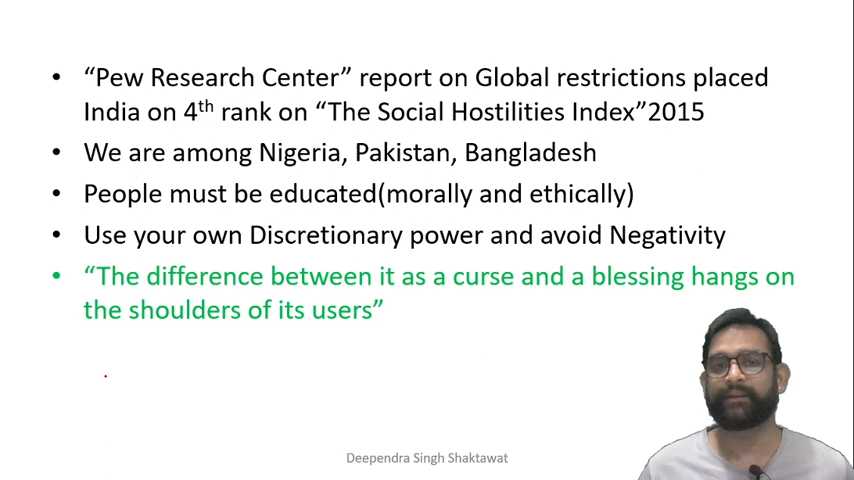 • “Pew Research Center” report on Global restrictions placed
India on 4th rank on “The Social Hostilities Index”2015
• We are among Nigeria, Pakistan, Bangladesh
• People must be educated(morally and ethically)
• Use your own Discretionary power and avoid Negativity
• “The difference between it as a curse and a blessing hangs on
the shoulders of its users”
Deependra Singh Shaktawat